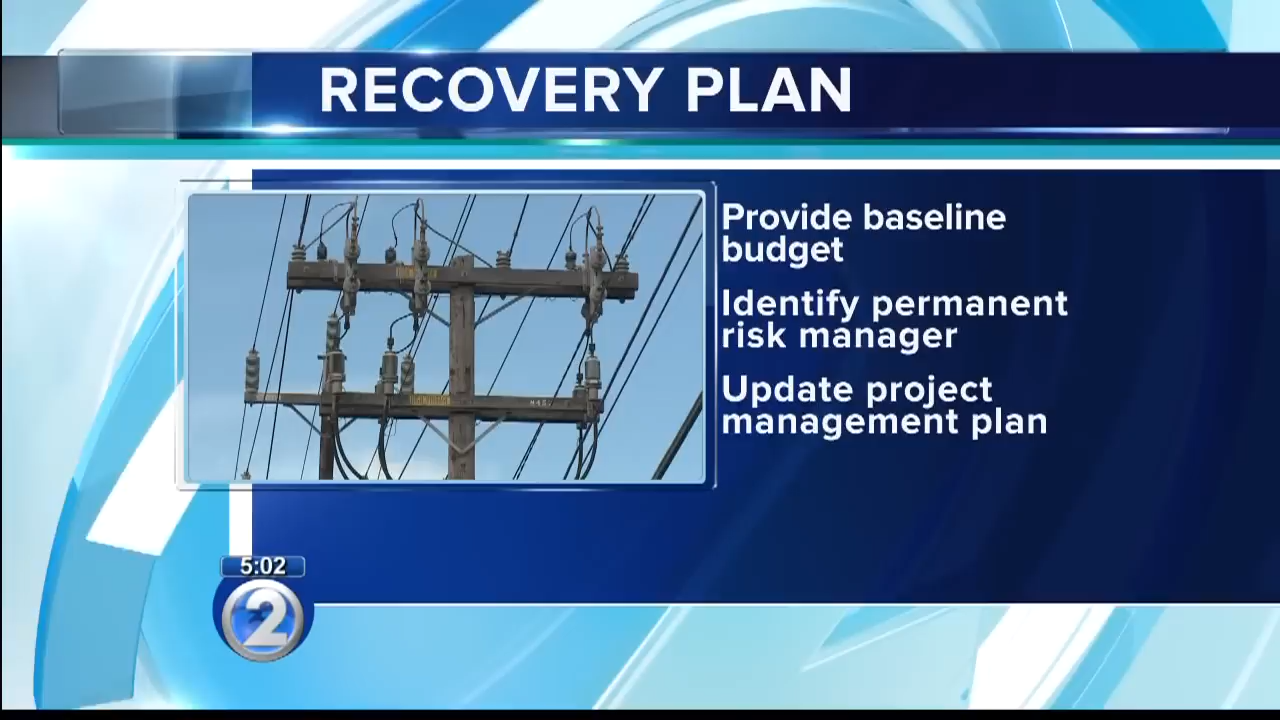 RECOVERY PLAN
Provide baseline
budget
Identify permanent
risk manager
Update project
management plan
5:02
2